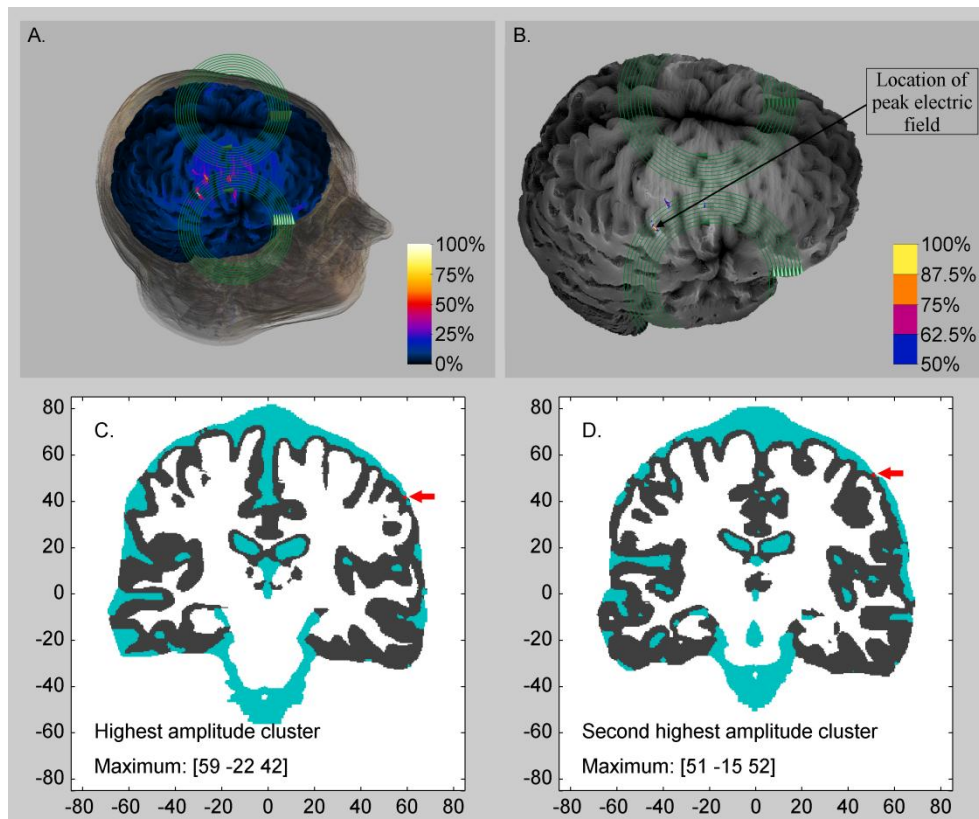 A.
100%
75%
50%
25%
0%
B.
Location of
peak electric
field
100%
87.5%
75%
62.5%
50%
C.
80
60
40
20
0
-20
-40
-60
-80
-80 -60 -40 -20 0 20 40 60 80
Highest amplitude cluster
Maximum: [59 -22 42]
D.
80
60
40
20
0
-20
-40
-60
-80
-80 -60 -40 -20 0 20 40 60 80
Second highest amplitude cluster
Maximum: [51 -15 52]